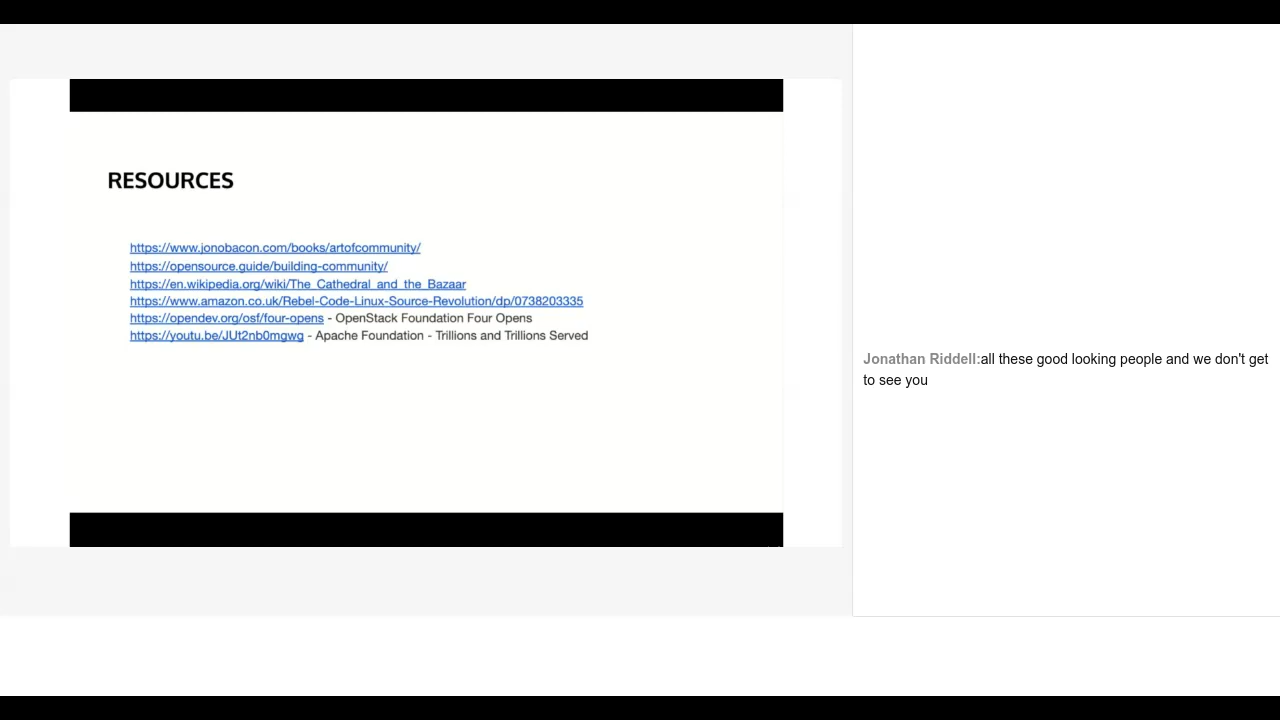 RESOURCES
https://www.jonobacon.com/books/artofcommunity/
https://opensource.guide/building-community/
https://en.wikipedia.org/wiki/The_Cathedral_and_the_Bazaar
https://www.amazon.co.uk/Rebel-Code-Linux-Source-Revolution/dp/0738203335
https://opendev.org/osf/four-opens - OpenStack Foundation Four Opens
https://youtu.be/JUt2nb0mgwg - Apache Foundation - Trillions and Trillions Served
Jonathan Riddell:all these good looking people and we don't get
to see you